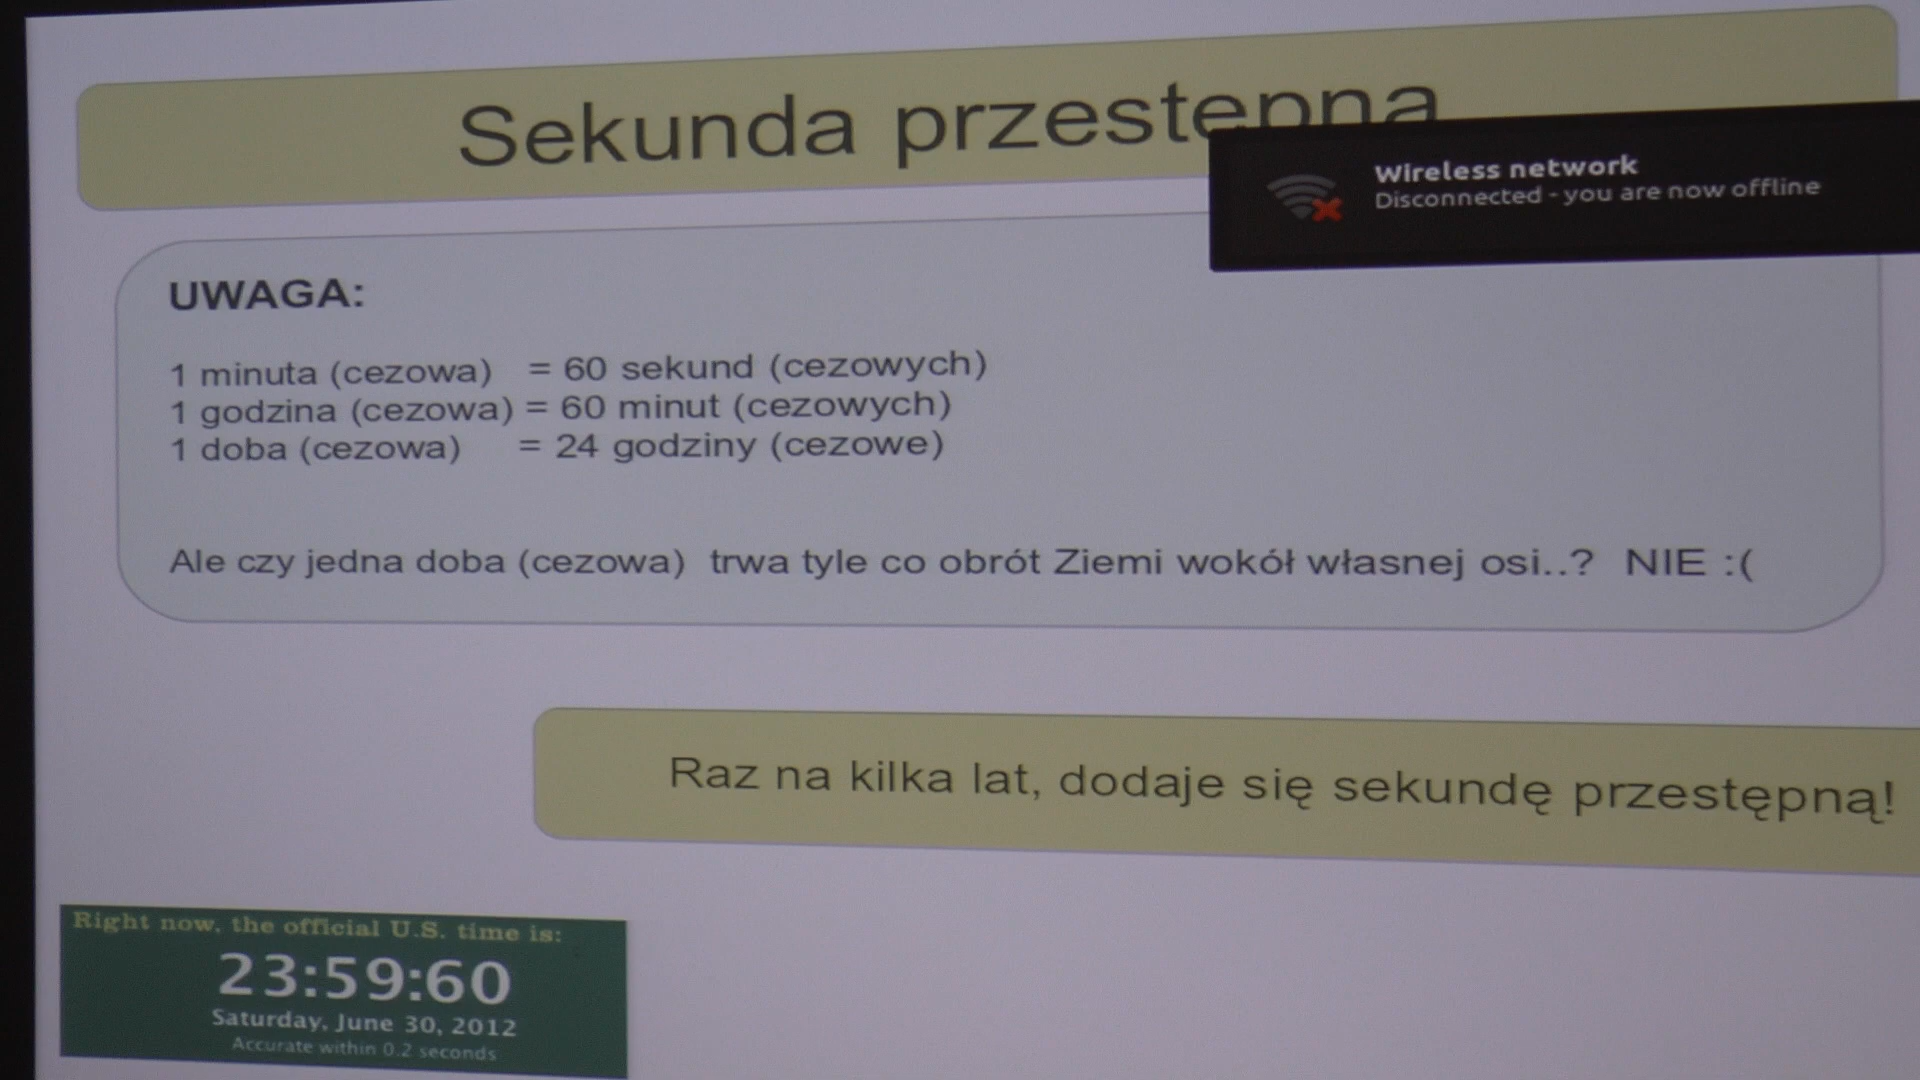 Sekunda przestępna
Wireless network
Disconnected - you are now offline
UWAGA:
1 minuta (cezowa) = 60 sekund (cezowych)
1 godzina (cezowa) = 60 minut (cezowych)
1 doba (cezowa) = 24 godziny (cezowe)
Ale czy jedna doba (cezowa) trwa tyle co obrót Ziemi wokół własnej osi..? NIE :(
Raz na kilka lat, dodaje się sekundę przestępną!
Right now, the official U.S. time is:
23:59:60
Saturday, June 30, 2012
Accurate within 0.2 seconds